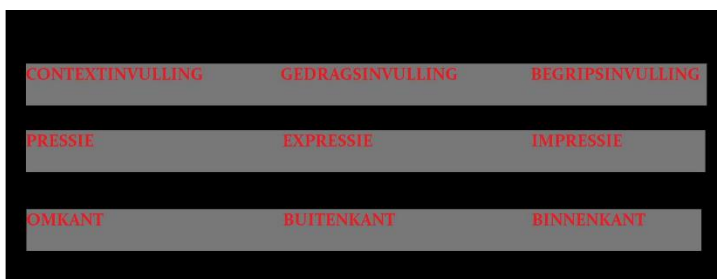 CONTEXTINVULLING GEDRAGSINVULLING BEGRIPSINVULLING
PRESSIE EXPRESSIE IMPRESSIE
OMKANT BUITENKANT BINNENKANT